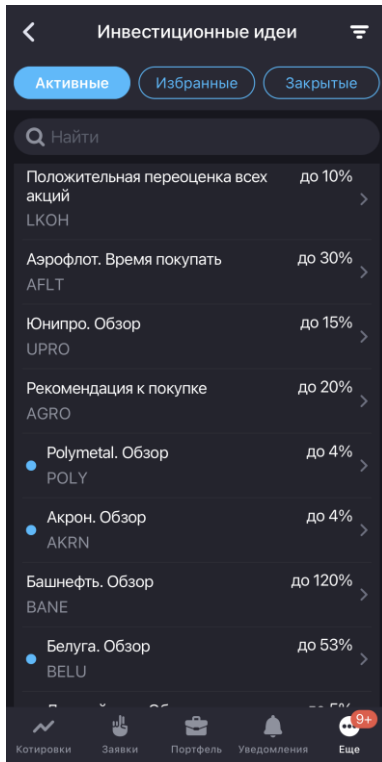 Инвестиционные идеи
Активные
Избранные
Закрытые
Найти
Положительная переоценка всех до 10%
акций
LKOH
Аэрофлот. Время покупать до 30%
AFLT
Юнипро. Обзор до 15%
UPRO
Рекомендация к покупке до 20%
AGRO
Polymetal. Обзор до 4%
POLY
Акрон. Обзор до 4%
AKRN
Башнефть. Обзор до 120%
BANE
Белуга. Обзор до 53%
BELU
9+
Котировки Заявки Портфель Уведомления Еще